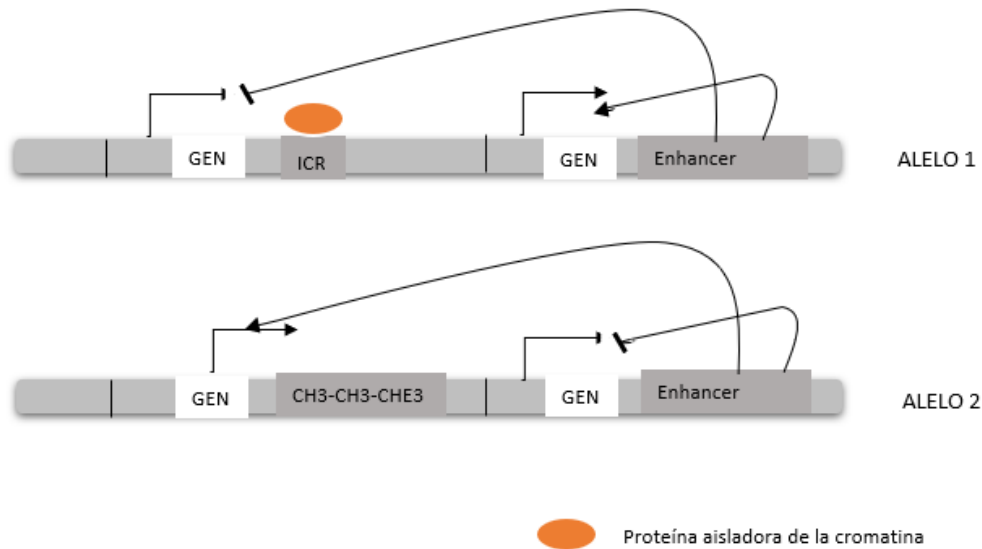 GEN
ICR
GEN
Enhancer
ALELO 1
GEN
CH3-CH3-CHE3
GEN
Enhancer
ALELO 2
Proteína aisladora de la cromatina